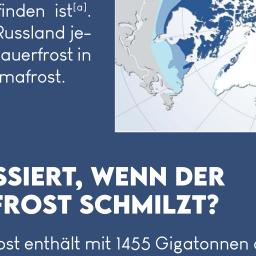 finden ist[a].
Russland je-
auerfrost in
mafrost.
SSIERT, WENN DER
FROST SCHMILZT?
ost enthält mit 1455 Gigatonnen